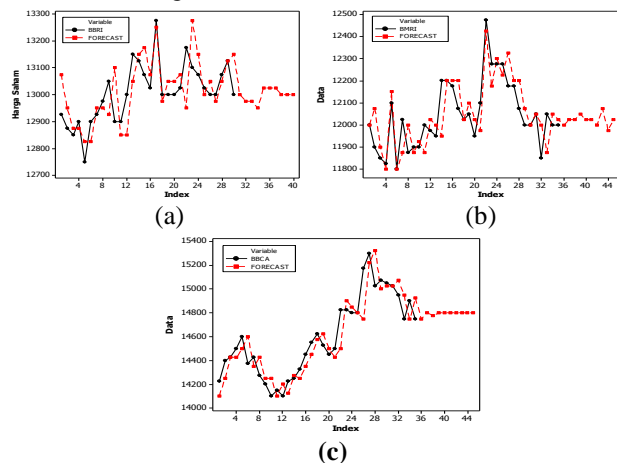 Variable
BBRI
FORECAST
Harga Saham
13300
13200
13100
13000
12900
12800
12700
4 8 12 16 20 24 28 32 36 40
Index
(a)
Variable
BMRI
FORECAST
Data
12500
12400
12300
12200
12100
12000
11900
11800
4 8 12 16 20 24 28 32 36 40 44
Index
(b)
Variable
BBCA
FORECAST
Data
15400
15200
15000
14800
14600
14400
14200
14000
4 8 12 16 20 24 28 32 36 40 44
Index
(c)